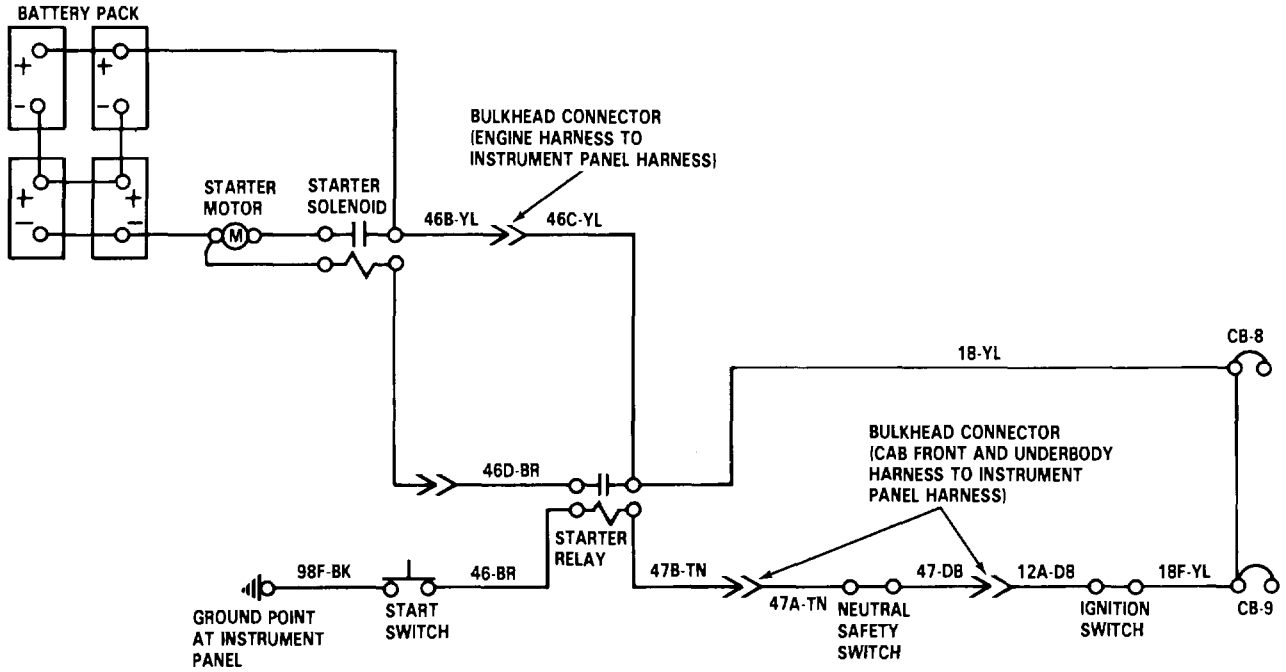 BATTERY PACK
+
+
-
-
+
+
-
-
STARTER
MOTOR
STARTER
SOLENOID
M
BULKHEAD CONNECTOR
(ENGINE HARNESS TO
INSTRUMENT PANEL HARNESS)
46B-YL
46C-YL
18-YL
CB-8
BULKHEAD CONNECTOR
(CAB FRONT AND UNDERBODY
HARNESS TO INSTRUMENT
PANEL HARNESS)
46D-BR
STARTER
RELAY
98F-BK
46-BR
47B-TN
47A-TN
47-DB
12A-DB
18F-YL
CB-9
GROUND POINT
AT INSTRUMENT
PANEL
START
SWITCH
NEUTRAL
SAFETY
SWITCH
IGNITION
SWITCH